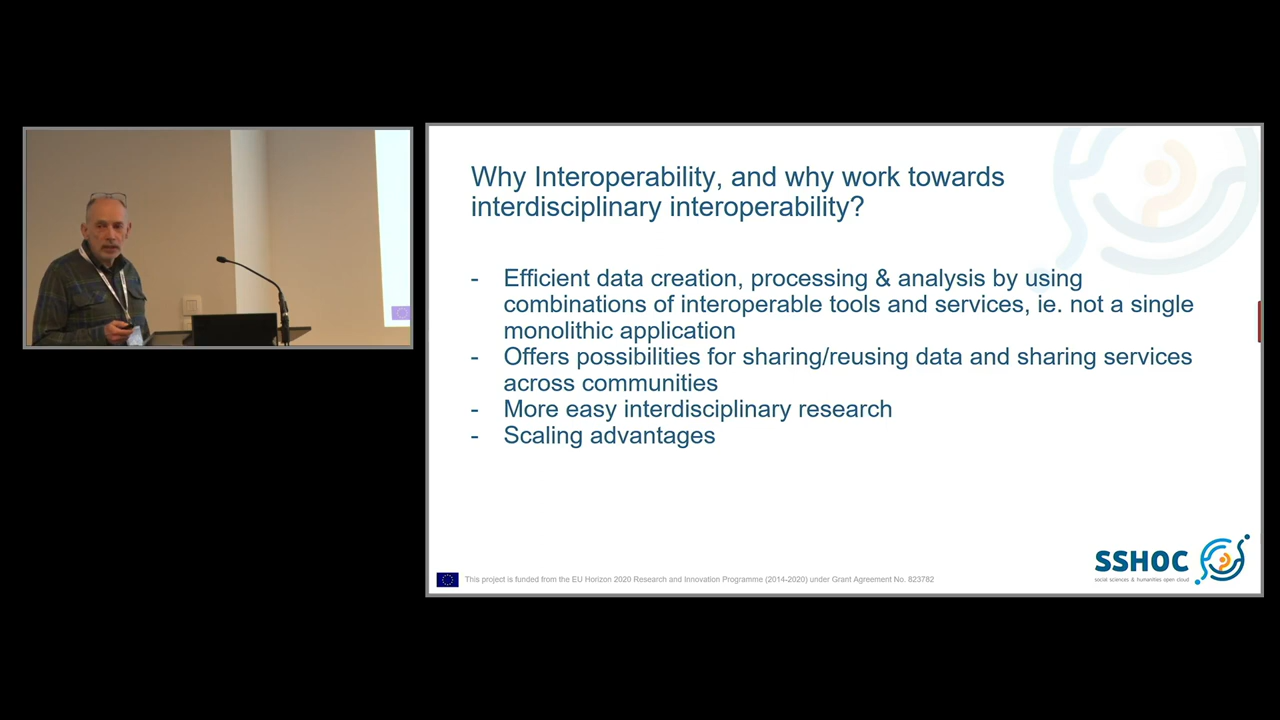 Why Interoperability, and why work towards
interdisciplinary interoperability?
- Efficient data creation, processing & analysis by using
combinations of interoperable tools and services, ie. not a single
monolithic application
- Offers possibilities for sharing/reusing data and sharing services
across communities
- More easy interdisciplinary research
- Scaling advantages
This project is funded from the EU Horizon 2020 Research and Innovation Programme (2014-2020) under Grant Agreement No. 823782
SSHOC
social sciences & humanities open cloud